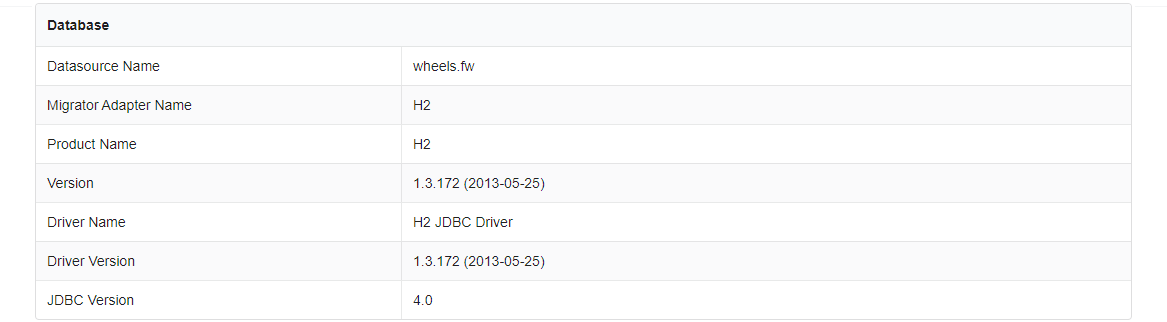 Database
Datasource Name wheels.fw
Migrator Adapter Name H2
Product Name H2
Version 1.3.172 (2013-05-25)
Driver Name H2 JDBC Driver
Driver Version 1.3.172 (2013-05-25)
JDBC Version 4.0